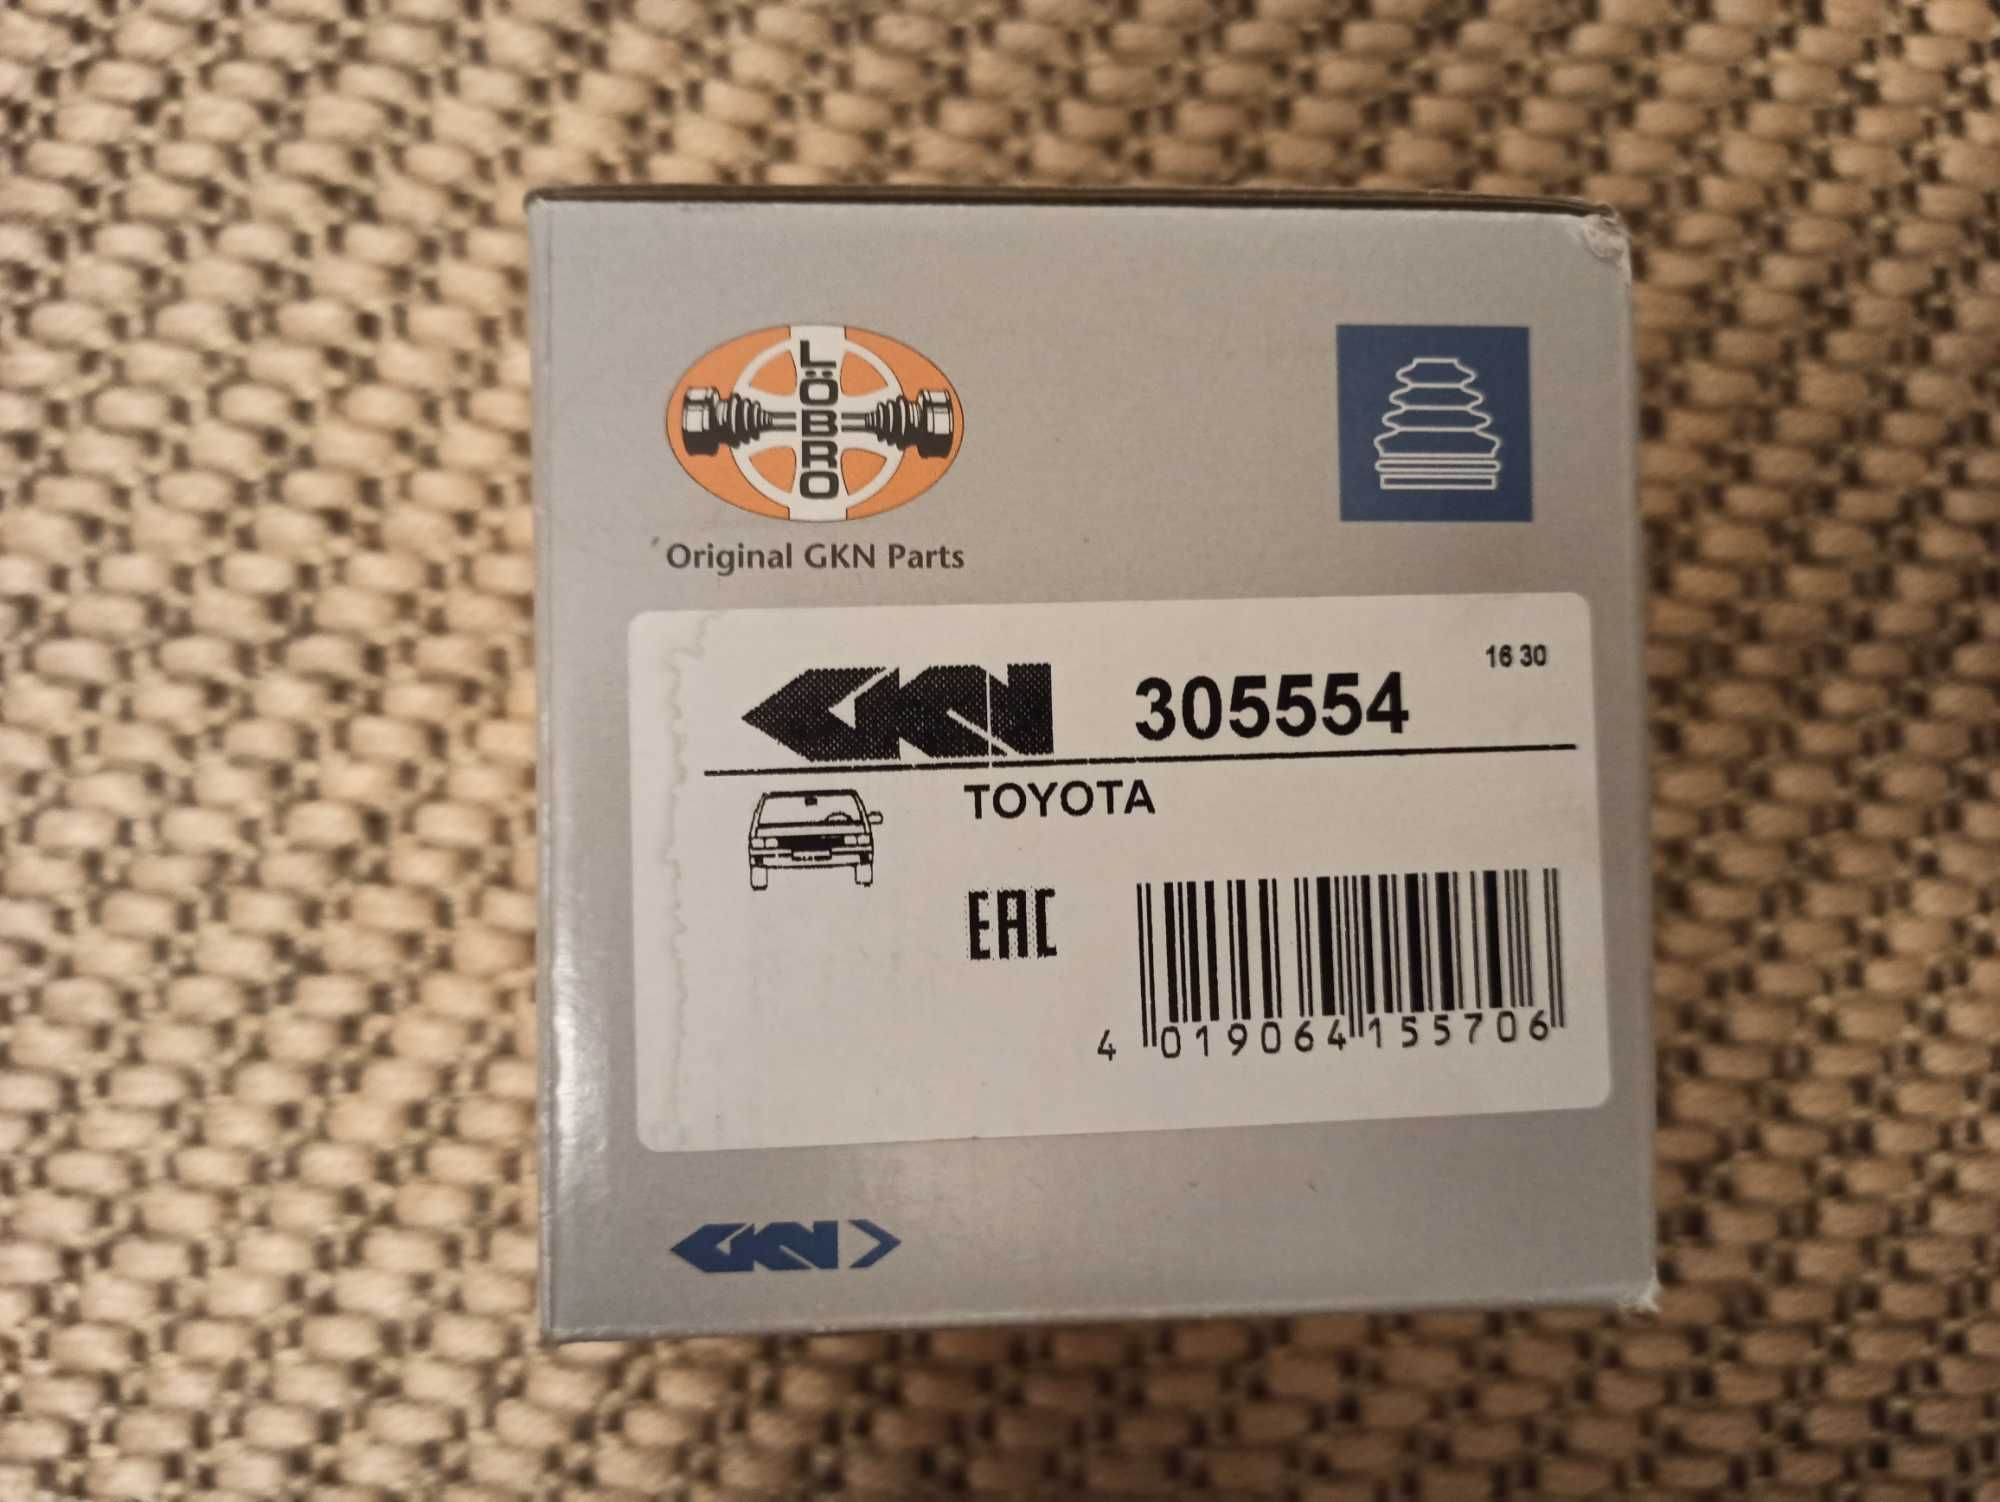 LÖBRO
Original GKN Parts
GKN 305554
16 30
TOYOTA
EAC
4 019064 155706
GKN